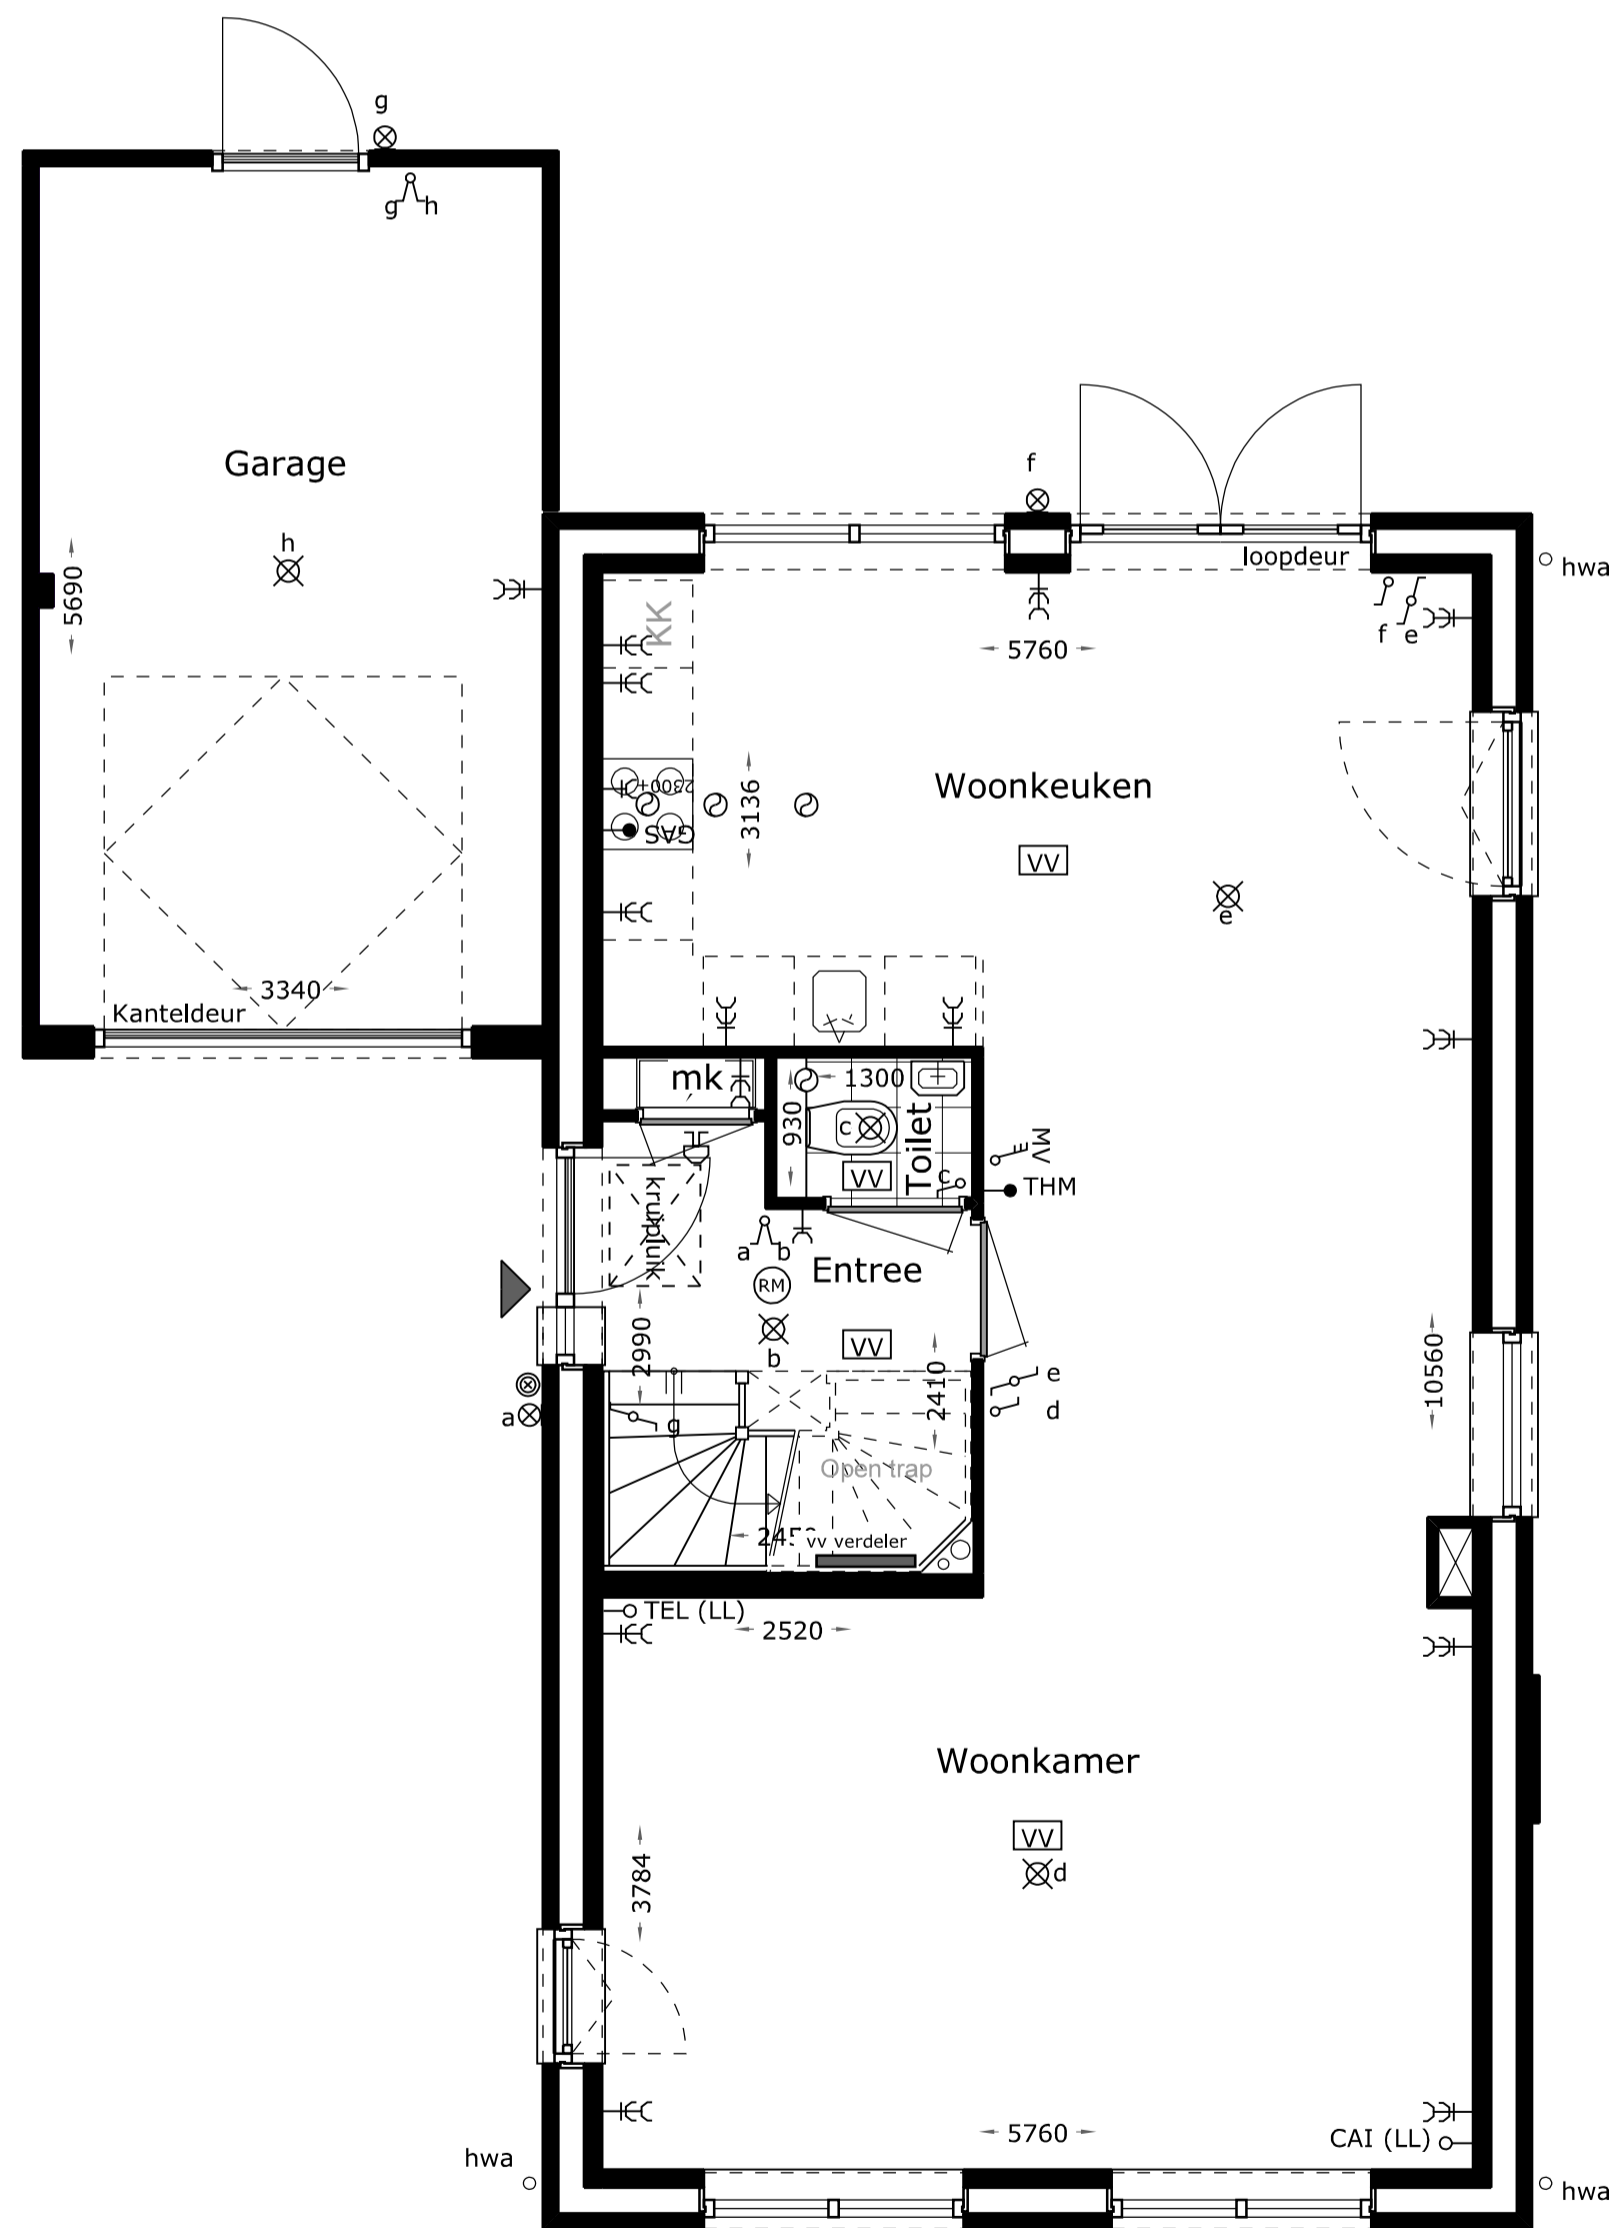 g
g h
Garage
h
5690
3340
Kanteldeur
f
loopdeur
hwa
f e
KK
5760
2300+
GAS
3136
Woonkeuken
VV
e
mk
1300
930
c
Toilet
VV
c
MV
THM
kruipluik
a b
Entree
RM
b
VV
2990
2410
10560
e
d
a
g
Open trap
vv verdeler
TEL (LL)
2520
Woonkamer
VV
d
3784
5760
CAI (LL)
hwa
hwa